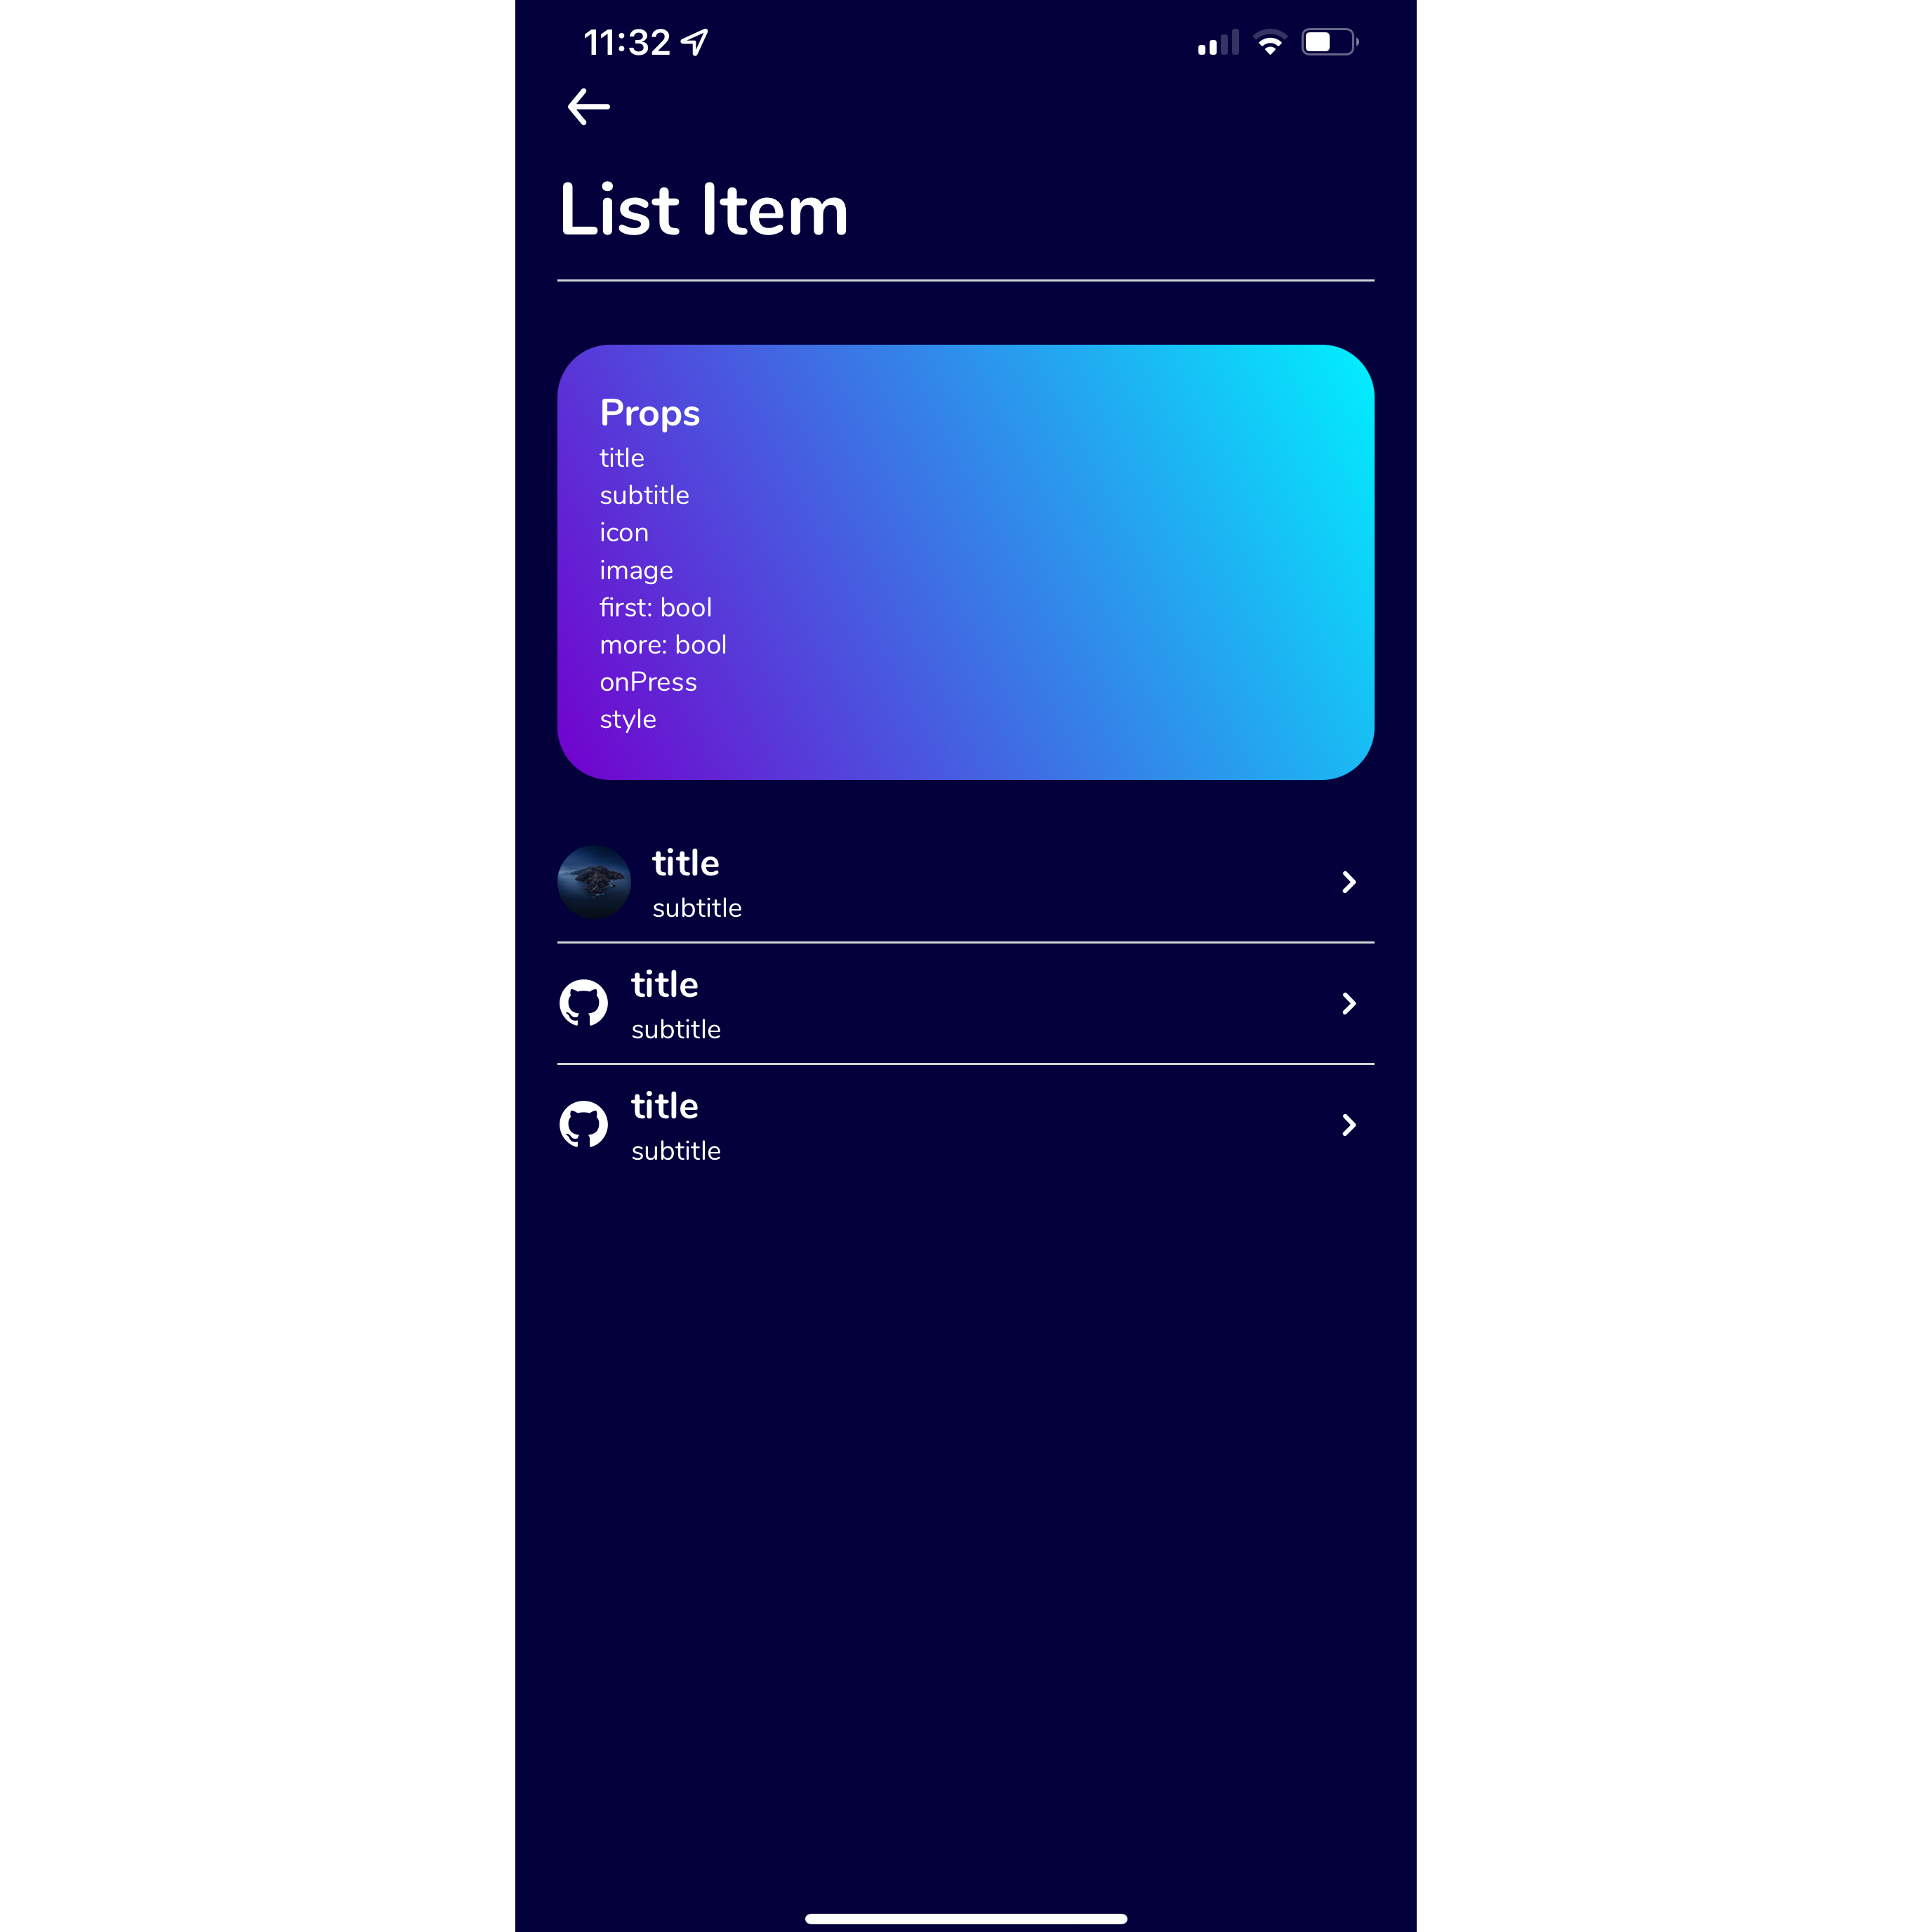 11:32
List Item
Props
title
subtitle
icon
image
first: bool
more: bool
onPress
style
title
subtitle
title
subtitle
title
subtitle